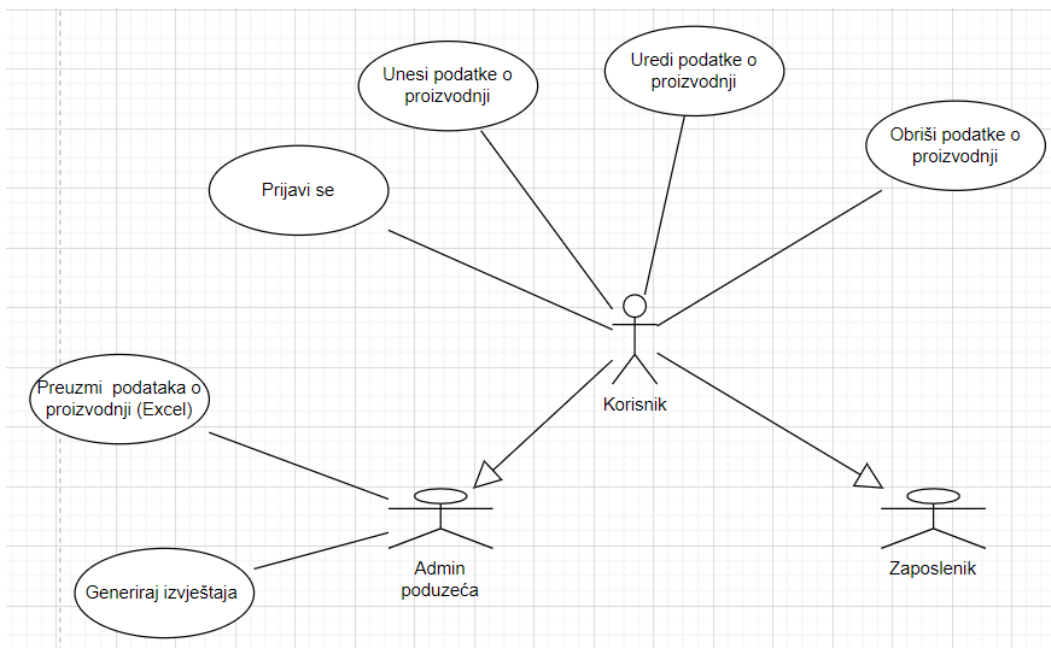 Unesi podatke o
proizvodnji
Uredi podatke o
proizvodnji
Obriši podatke o
proizvodnji
Prijavi se
Korisnik
Preuzmi podataka o
proizvodnji (Excel)
Generiraj izvještaja
Admin
poduzeća
Zaposlenik